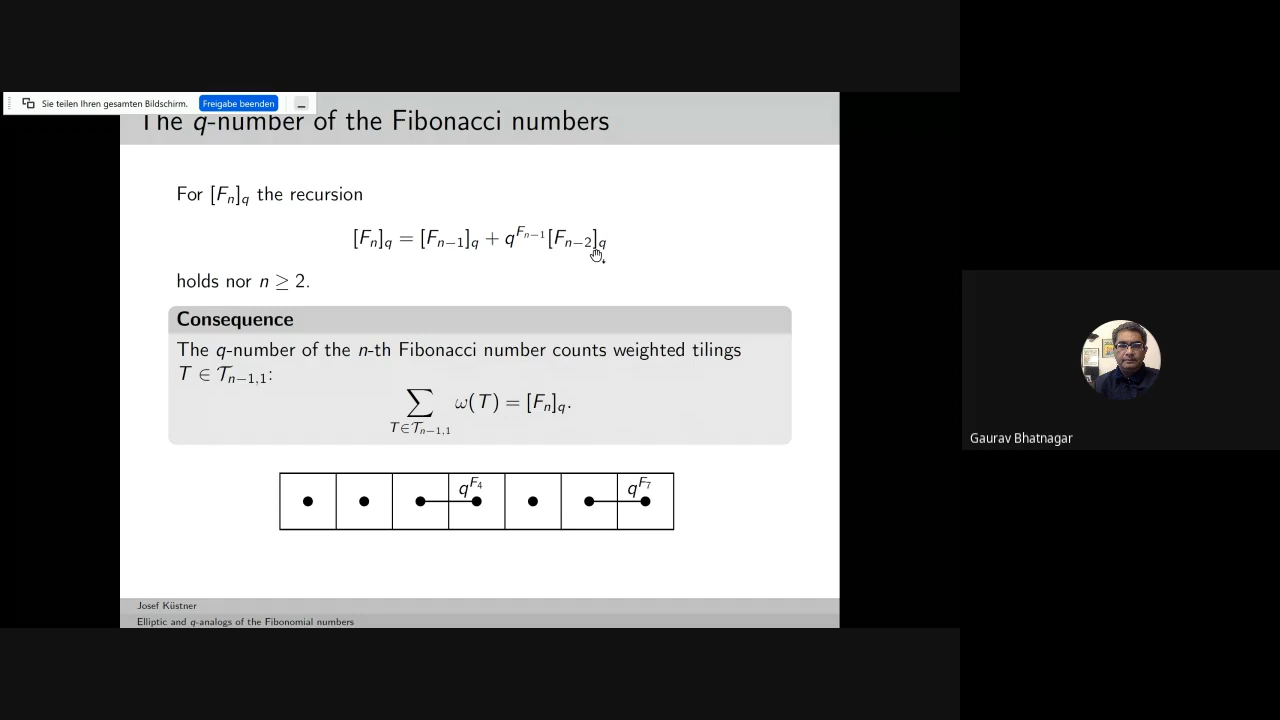 Sie teilen Ihren gesamten Bildschirm. Freigabe beenden
The q-number of the Fibonacci numbers
For [F_n]_q the recursion
[F_n]_q = [F_{n−1}]_q + q^{F_{n−1}}[F_{n−2}]_q
holds nor n ≥ 2.
Consequence
The q-number of the n-th Fibonacci number counts weighted tilings
T ∈ 𝒯_{n−1,1}:
∑_{T∈𝒯_{n−1,1}} ω(T) = [F_n]_q.
q^{F_4} q^{F_7}
Josef Küstner
Elliptic and q-analogs of the Fibonomial numbers
Gaurav Bhatnagar